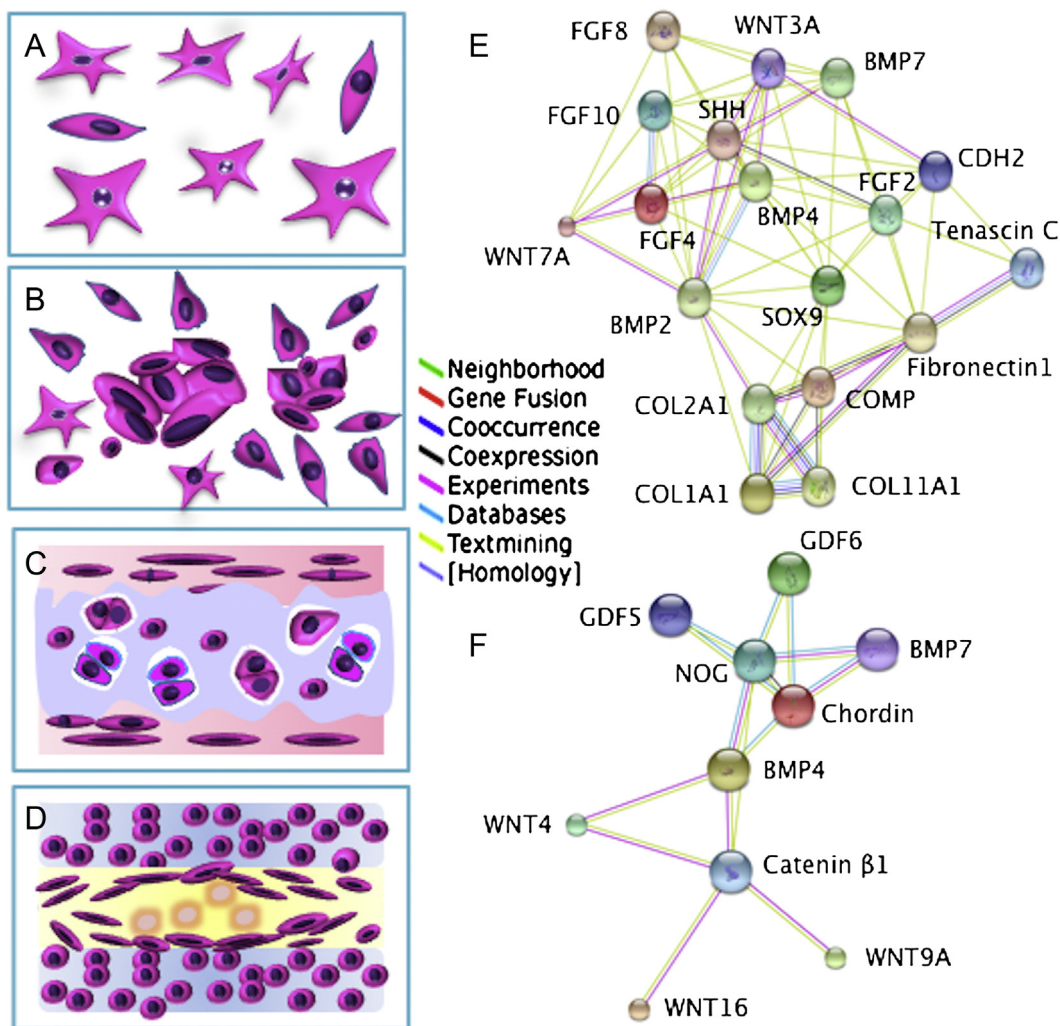 A
B
C
D
E
FGF8
WNT3A
BMP7
FGF10
SHH
CDH2
FGF2
BMP4
FGF4
Tenascin C
WNT7A
BMP2
SOX9
Fibronectin1
COL2A1
COMP
COL1A1
COL11A1
Neighborhood
Gene Fusion
Cooccurrence
Coexpression
Experiments
Databases
Textmining
[Homology]
F
GDF6
GDF5
BMP7
NOG
Chordin
BMP4
WNT4
Catenin β1
WNT9A
WNT16